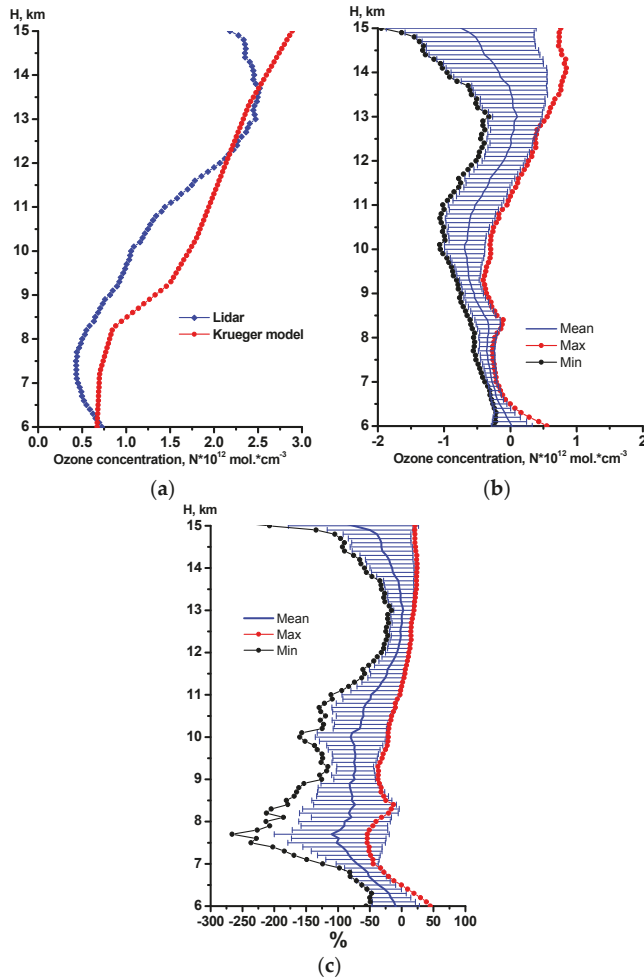 H, km
15
14
13
12
11
10
9
8
7
6
0.0 0.5 1.0 1.5 2.0 2.5 3.0
Lidar
Krueger model
Ozone concentration, N*10¹² mol.*cm⁻³
(a)
H, km
15
14
13
12
11
10
9
8
7
6
-2 -1 0 1 2
Mean
Max
Min
Ozone concentration, N*10¹² mol.*cm⁻³
(b)
H, km
15
14
13
12
11
10
9
8
7
6
-300 -250 -200 -150 -100 -50 0 50 100
Mean
Max
Min
%
(c)